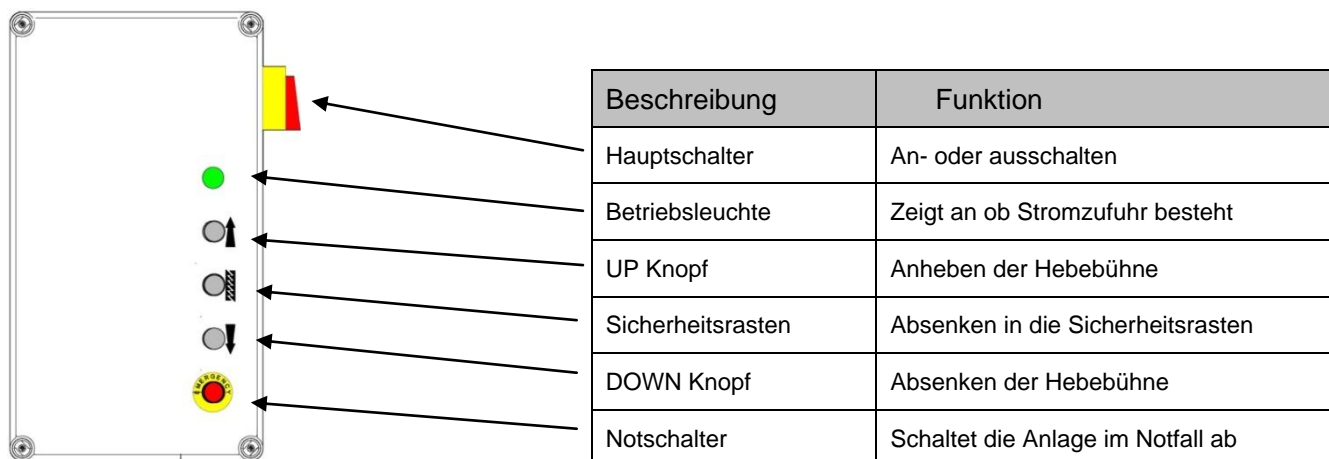 Beschreibung Funktion
Hauptschalter An- oder ausschalten
Betriebsleuchte Zeigt an ob Stromzufuhr besteht
UP Knopf Anheben der Hebebühne
Sicherheitsrasten Absenken in die Sicherheitsrasten
DOWN Knopf Absenken der Hebebühne
EMERGENCY
Notschalter Schaltet die Anlage im Notfall ab